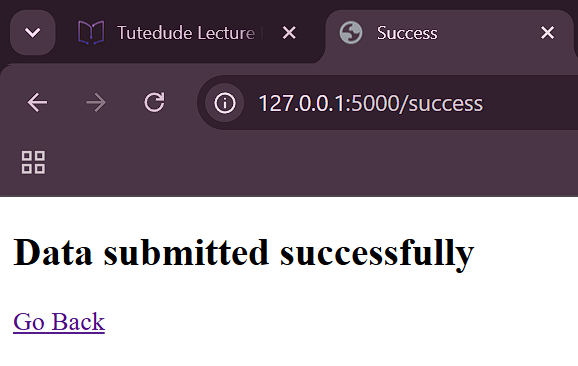 Tutedude Lecture
Success
127.0.0.1:5000/success
Data submitted successfully
Go Back